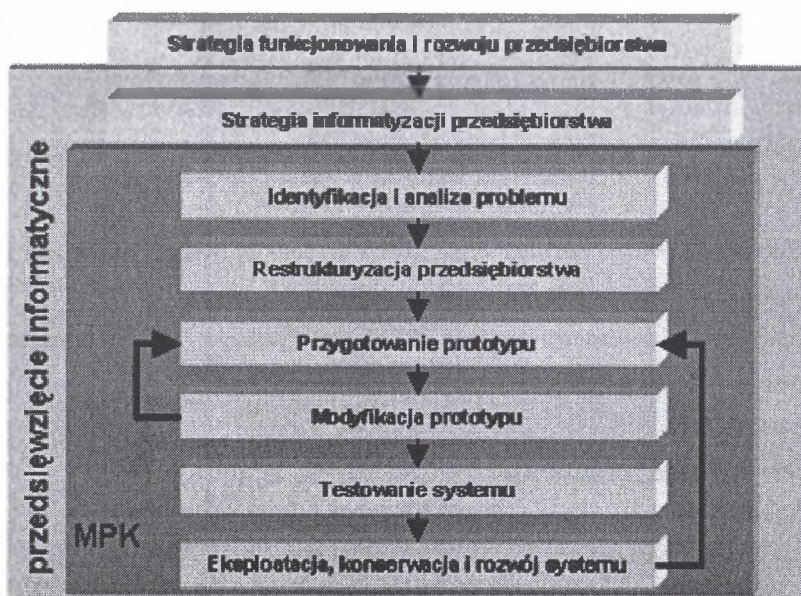 Strategia funkcjonowania i rozwoju przedsiębiorstwa
Strategia informatyzacji przedsiębiorstwa
przedsięwzięcie informatyczne
Identyfikacja i analiza problemu
Restrukturyzacja przedsiębiorstwa
Przygotowanie prototypu
Modyfikacja prototypu
Testowanie systemu
MPK
Eksploatacja, konserwacja i rozwój systemu